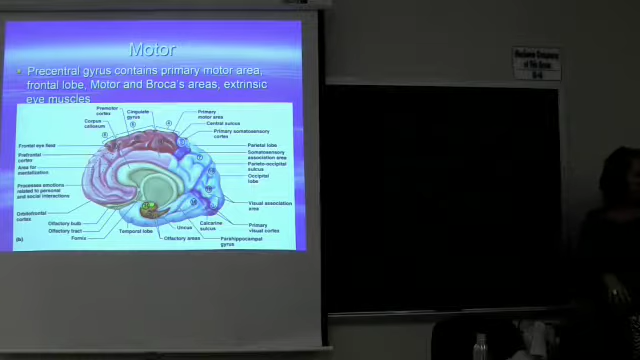 Motor
Precentral gyrus contains primary motor area,
frontal lobe, Motor and Broca's areas, extrinsic
eye muscles
Premotor
cortex
Cingulate
gyrus
Primary
motor area
Corpus
callosum
Central sulcus
Primary somatosensory
cortex
Frontal eye field
Prefrontal
cortex
Area for
Processes emotions
related to personal
and social interactions
Orbitofrontal
cortex
Olfactory bulb
Olfactory tract
Fornix
Temporal lobe
Uncus
Olfactory areas
Calcarine
sulcus
Parahippocampal
gyrus
Parietal lobe
Somatosensory
association area
Parieto-occipital
sulcus
Occipital
lobe
Visual association
area
Primary
visual cortex
(b)